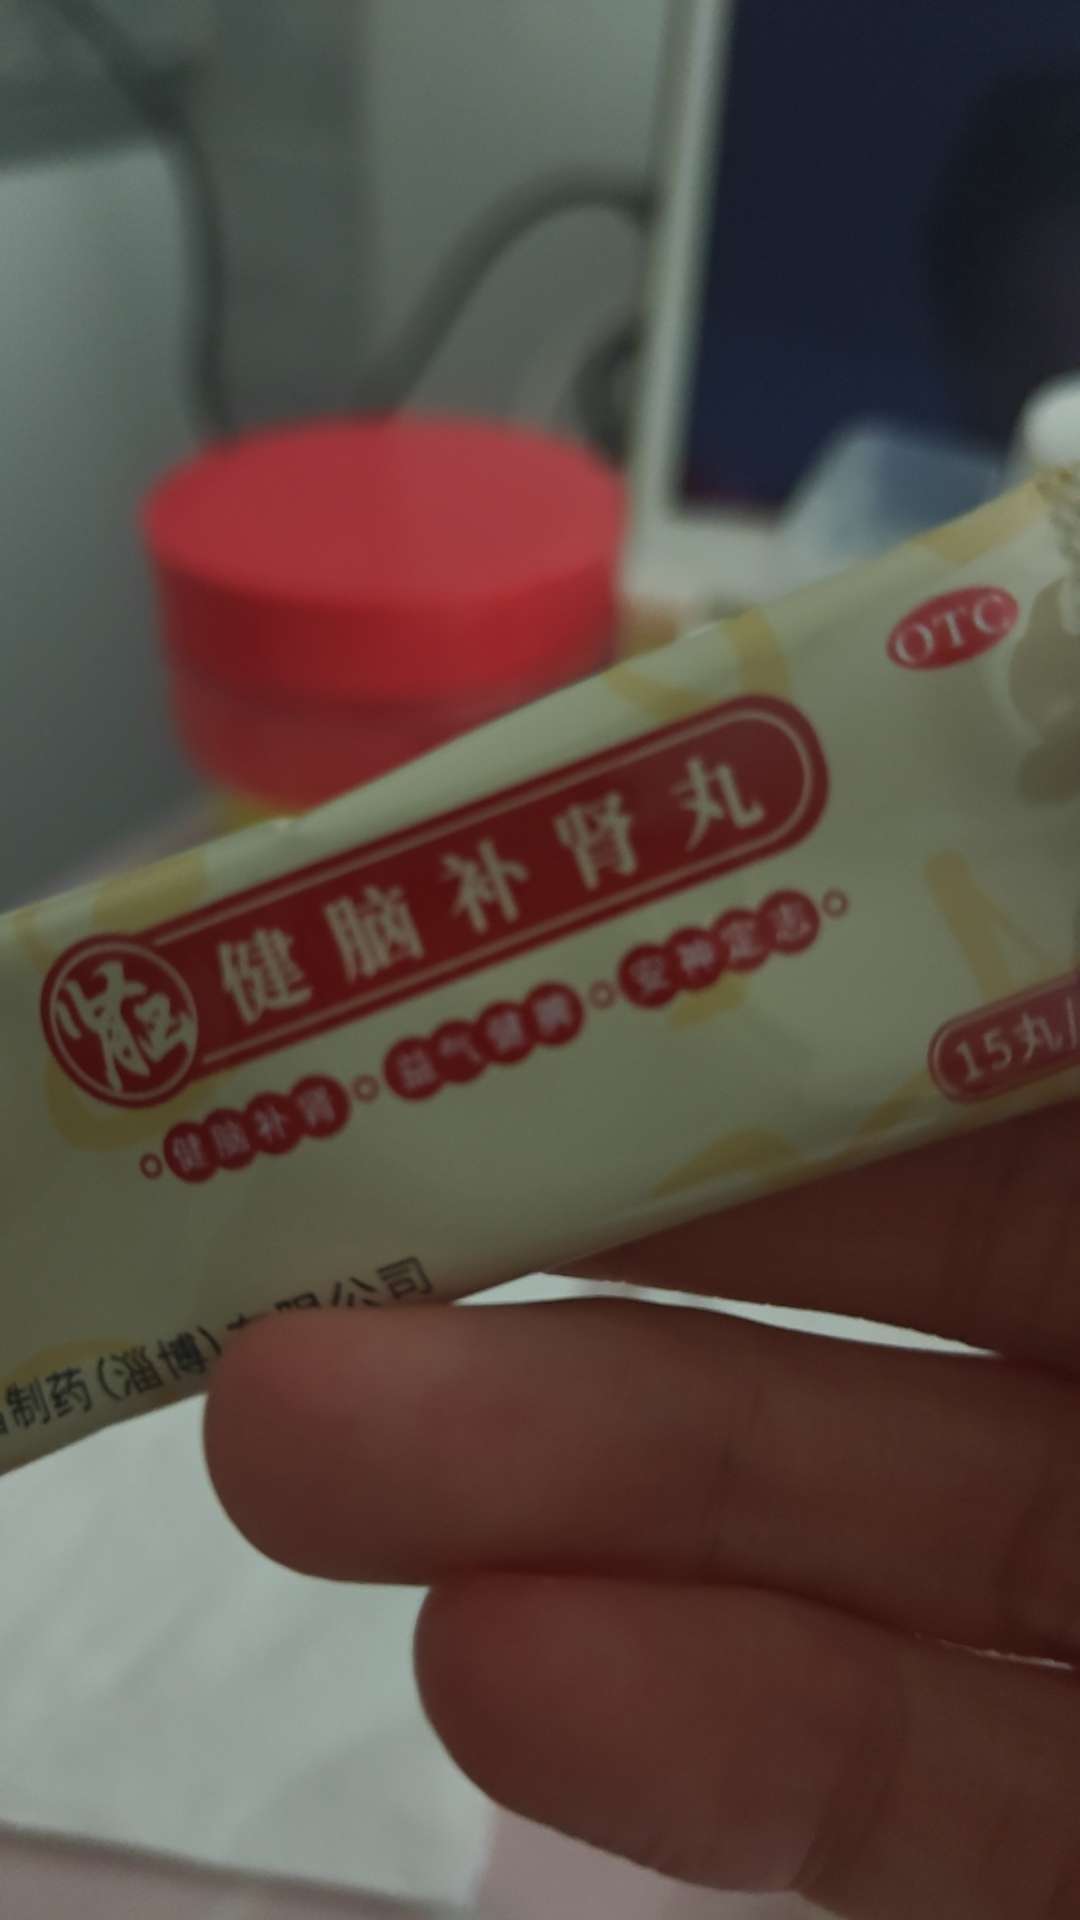 OTC
健脑补肾丸
健脑补肾 益气健脾 安神定志
15丸/
制药(淄博)有限公司